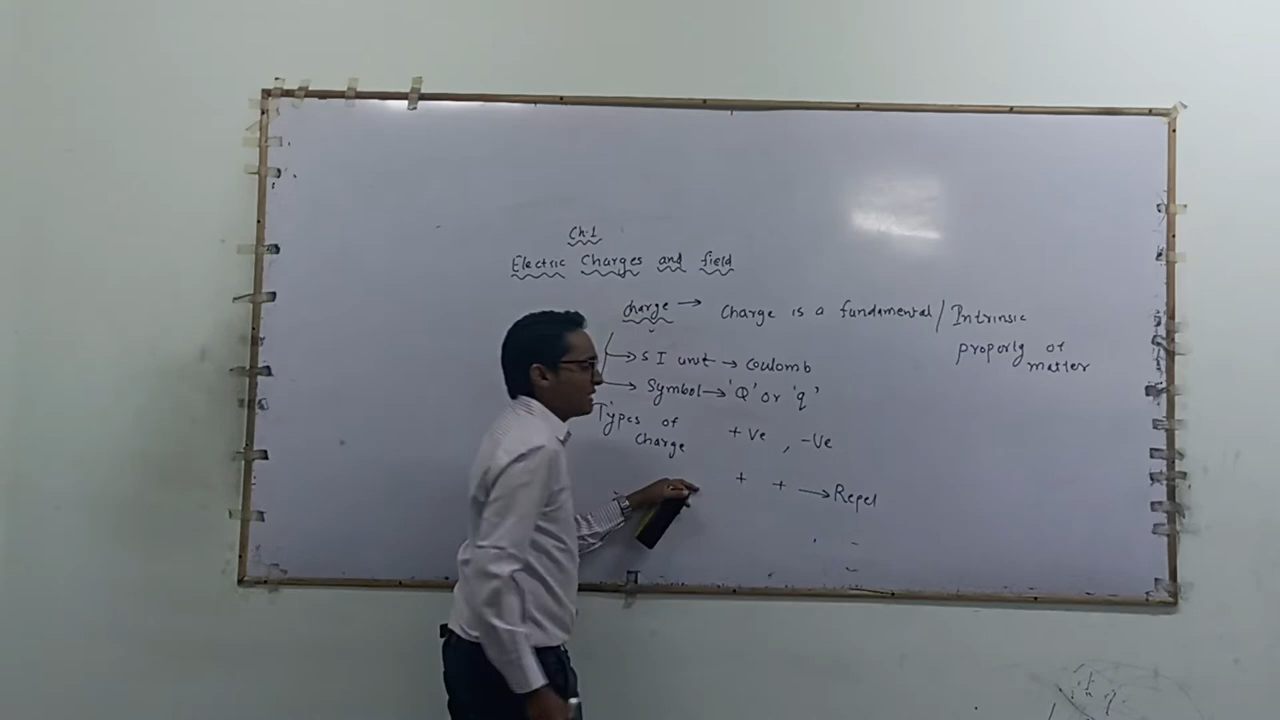 Ch-1
Electric Charges and field
Charge → Charge is a fundamental / Intrinsic
property of
matter
→ S I unit → Coulomb
→ Symbol → 'Q' or 'q'
Types of
Charge
+Ve , -Ve
+ + → Repel